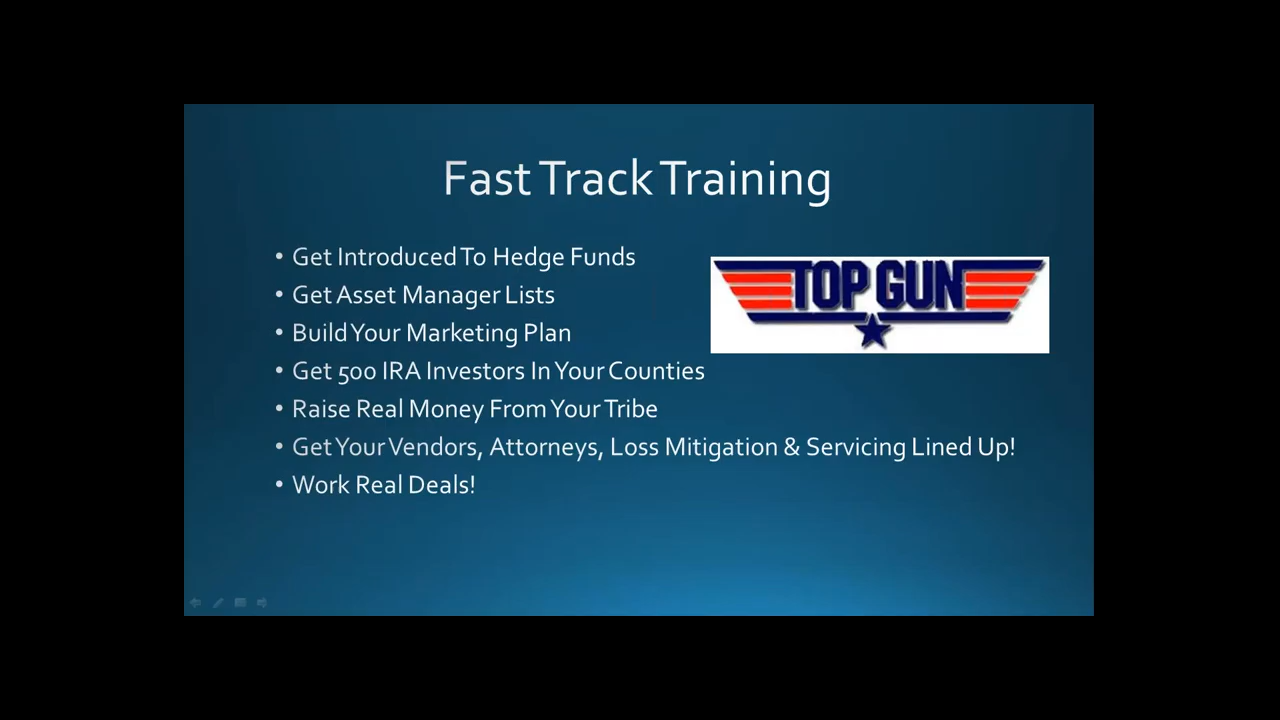 Fast Track Training
• Get Introduced To Hedge Funds
• Get Asset Manager Lists
• Build Your Marketing Plan
• Get 500 IRA Investors In Your Counties
• Raise Real Money From Your Tribe
• Get Your Vendors, Attorneys, Loss Mitigation & Servicing Lined Up!
• Work Real Deals!
TOP GUN